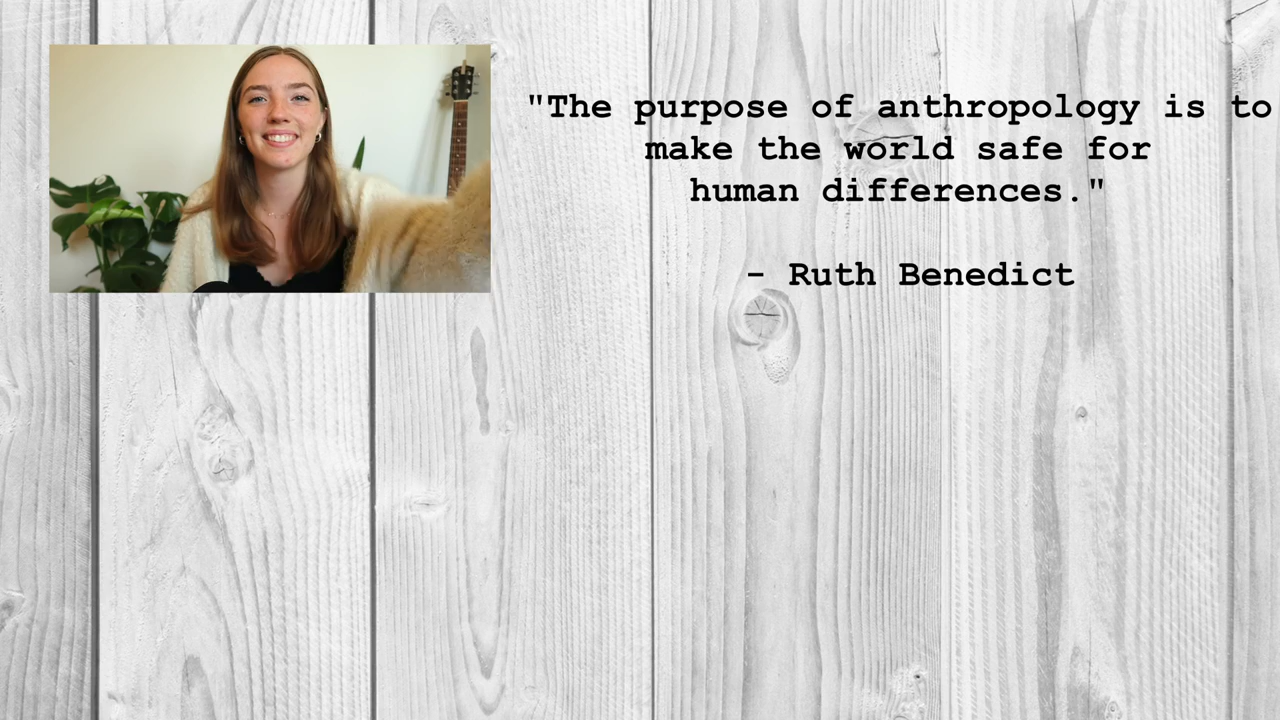 "The purpose of anthropology is to
make the world safe for
human differences."
- Ruth Benedict